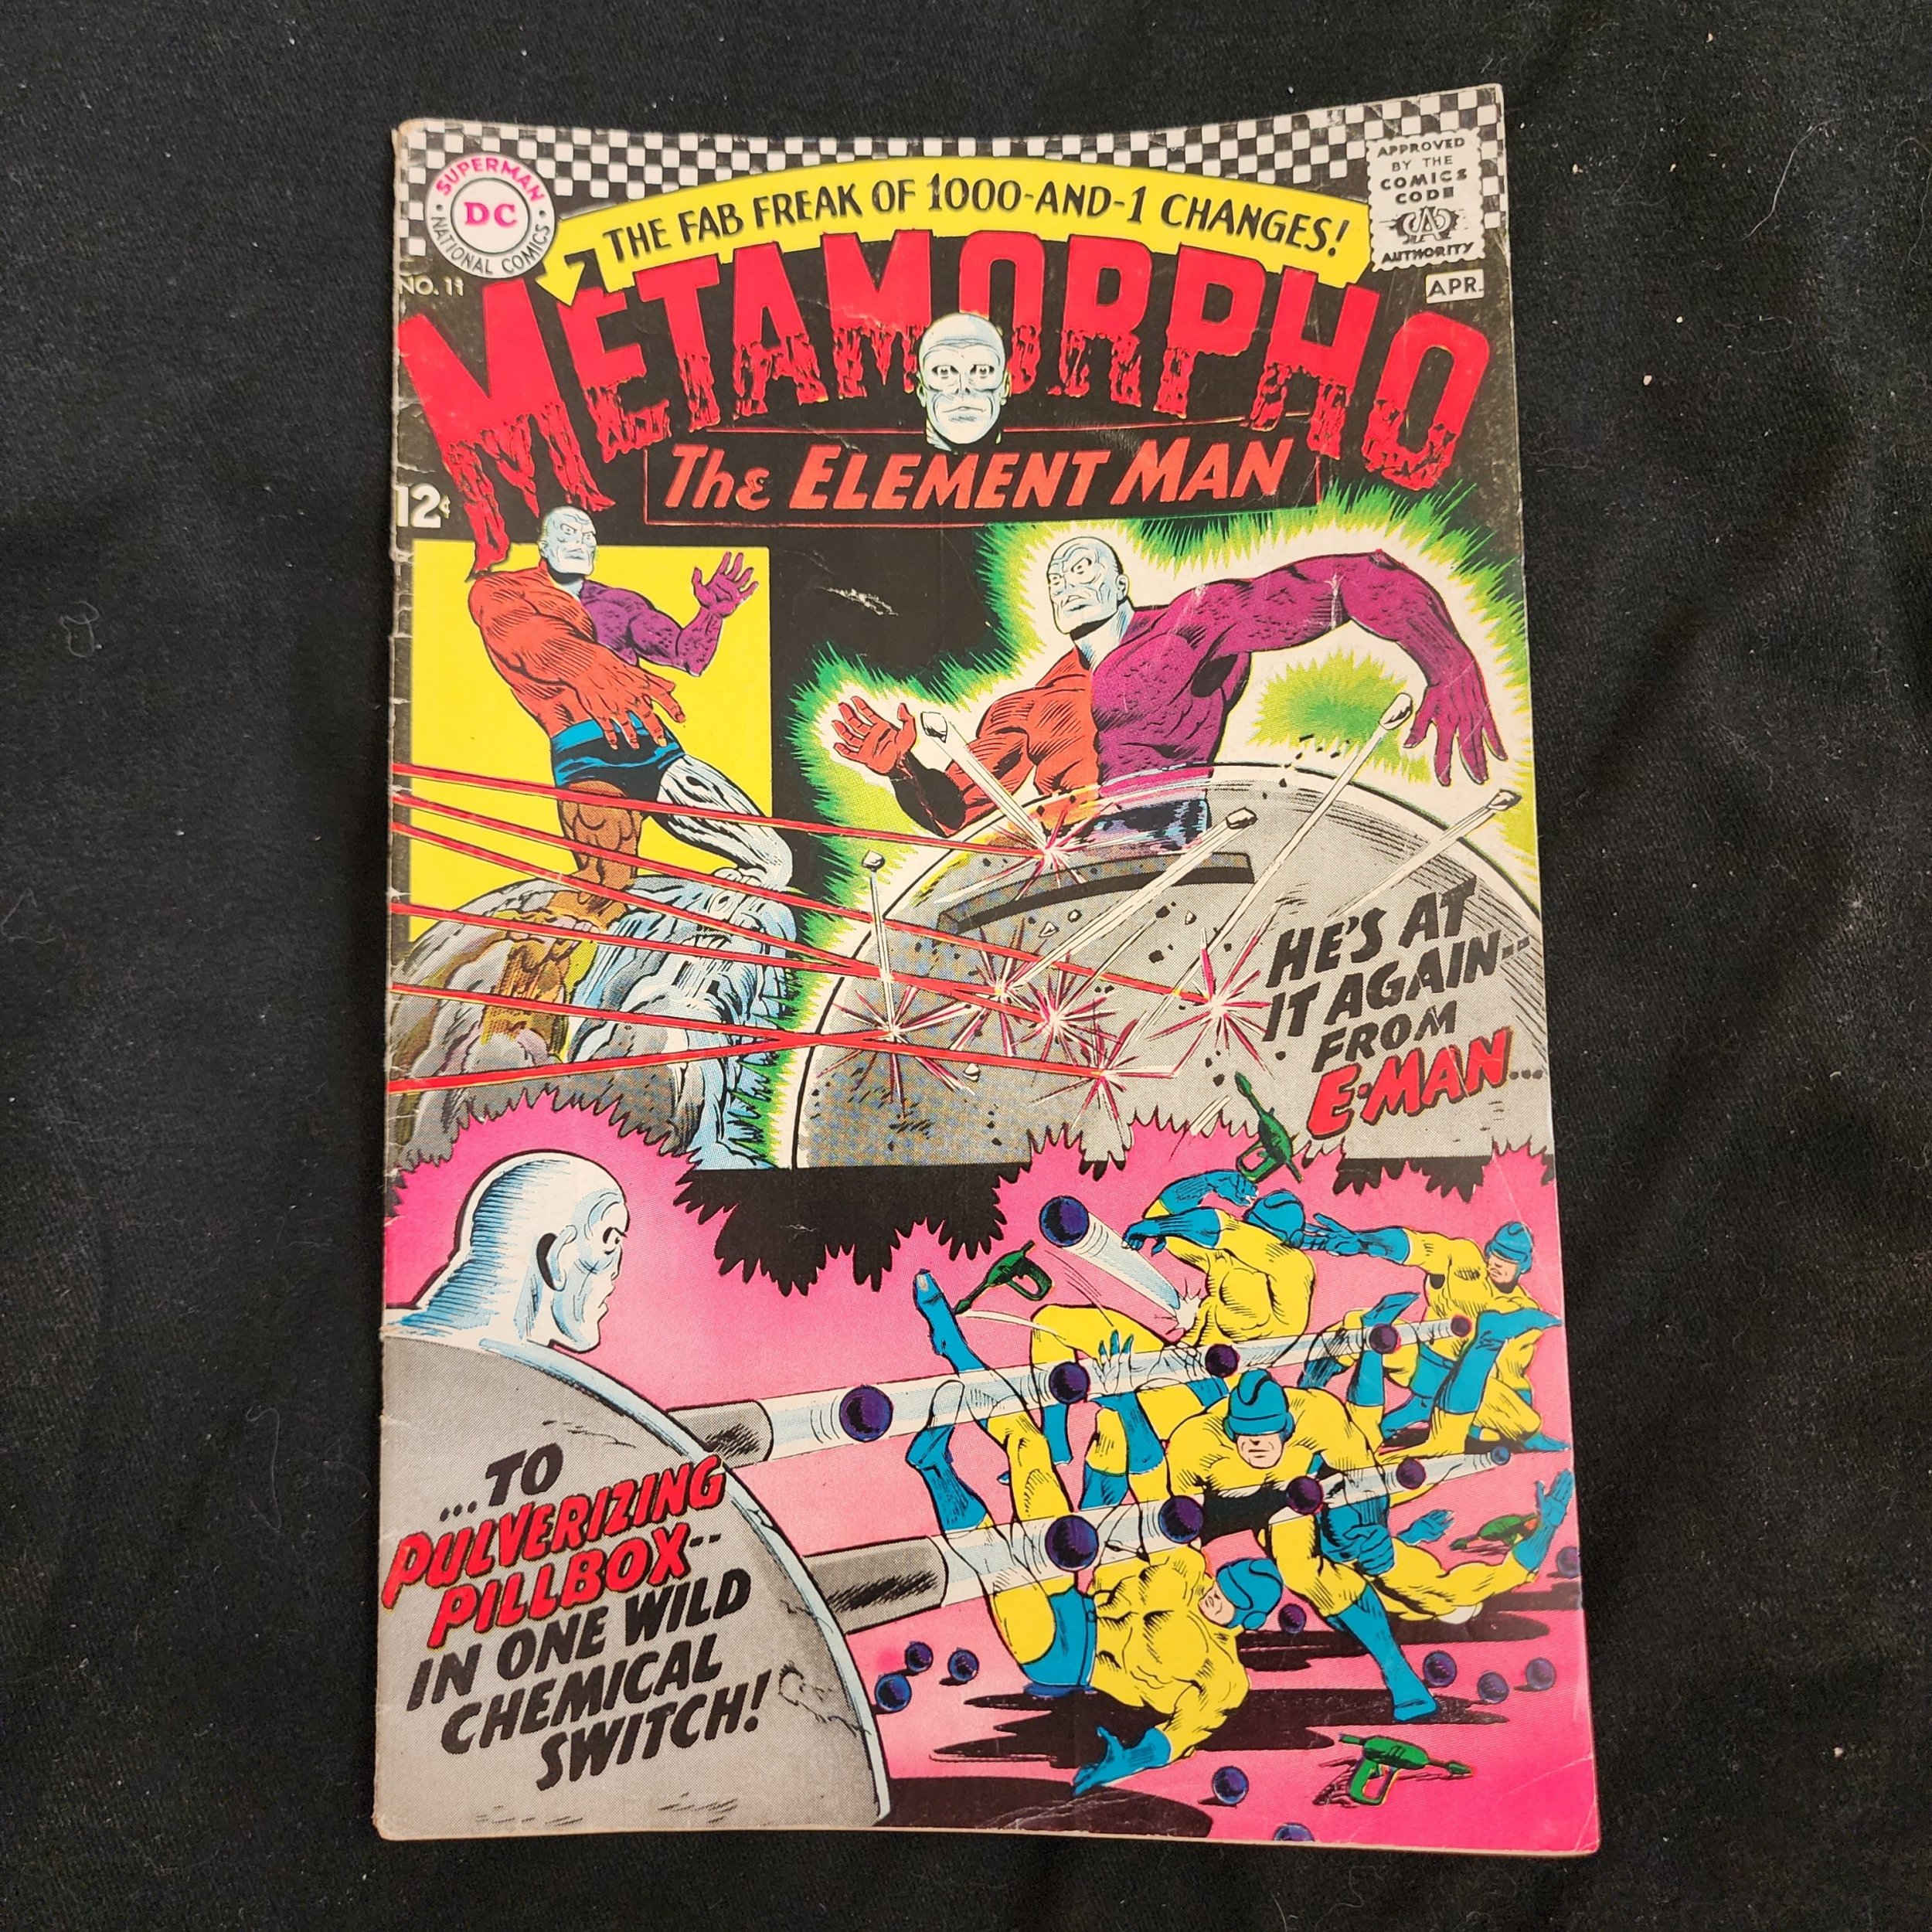 SUPERMAN
DC
NATIONAL COMICS
THE FAB FREAK OF 1000-AND-1 CHANGES!
APPROVED
BY THE
COMICS
CODE
CA
AUTHORITY
NO. 11
APR.
METAMORPHO
The ELEMENT MAN
12¢
HE'S AT
IT AGAIN--
FROM
E-MAN...
...TO
PULVERIZING
PILLBOX--
IN ONE WILD
CHEMICAL
SWITCH!